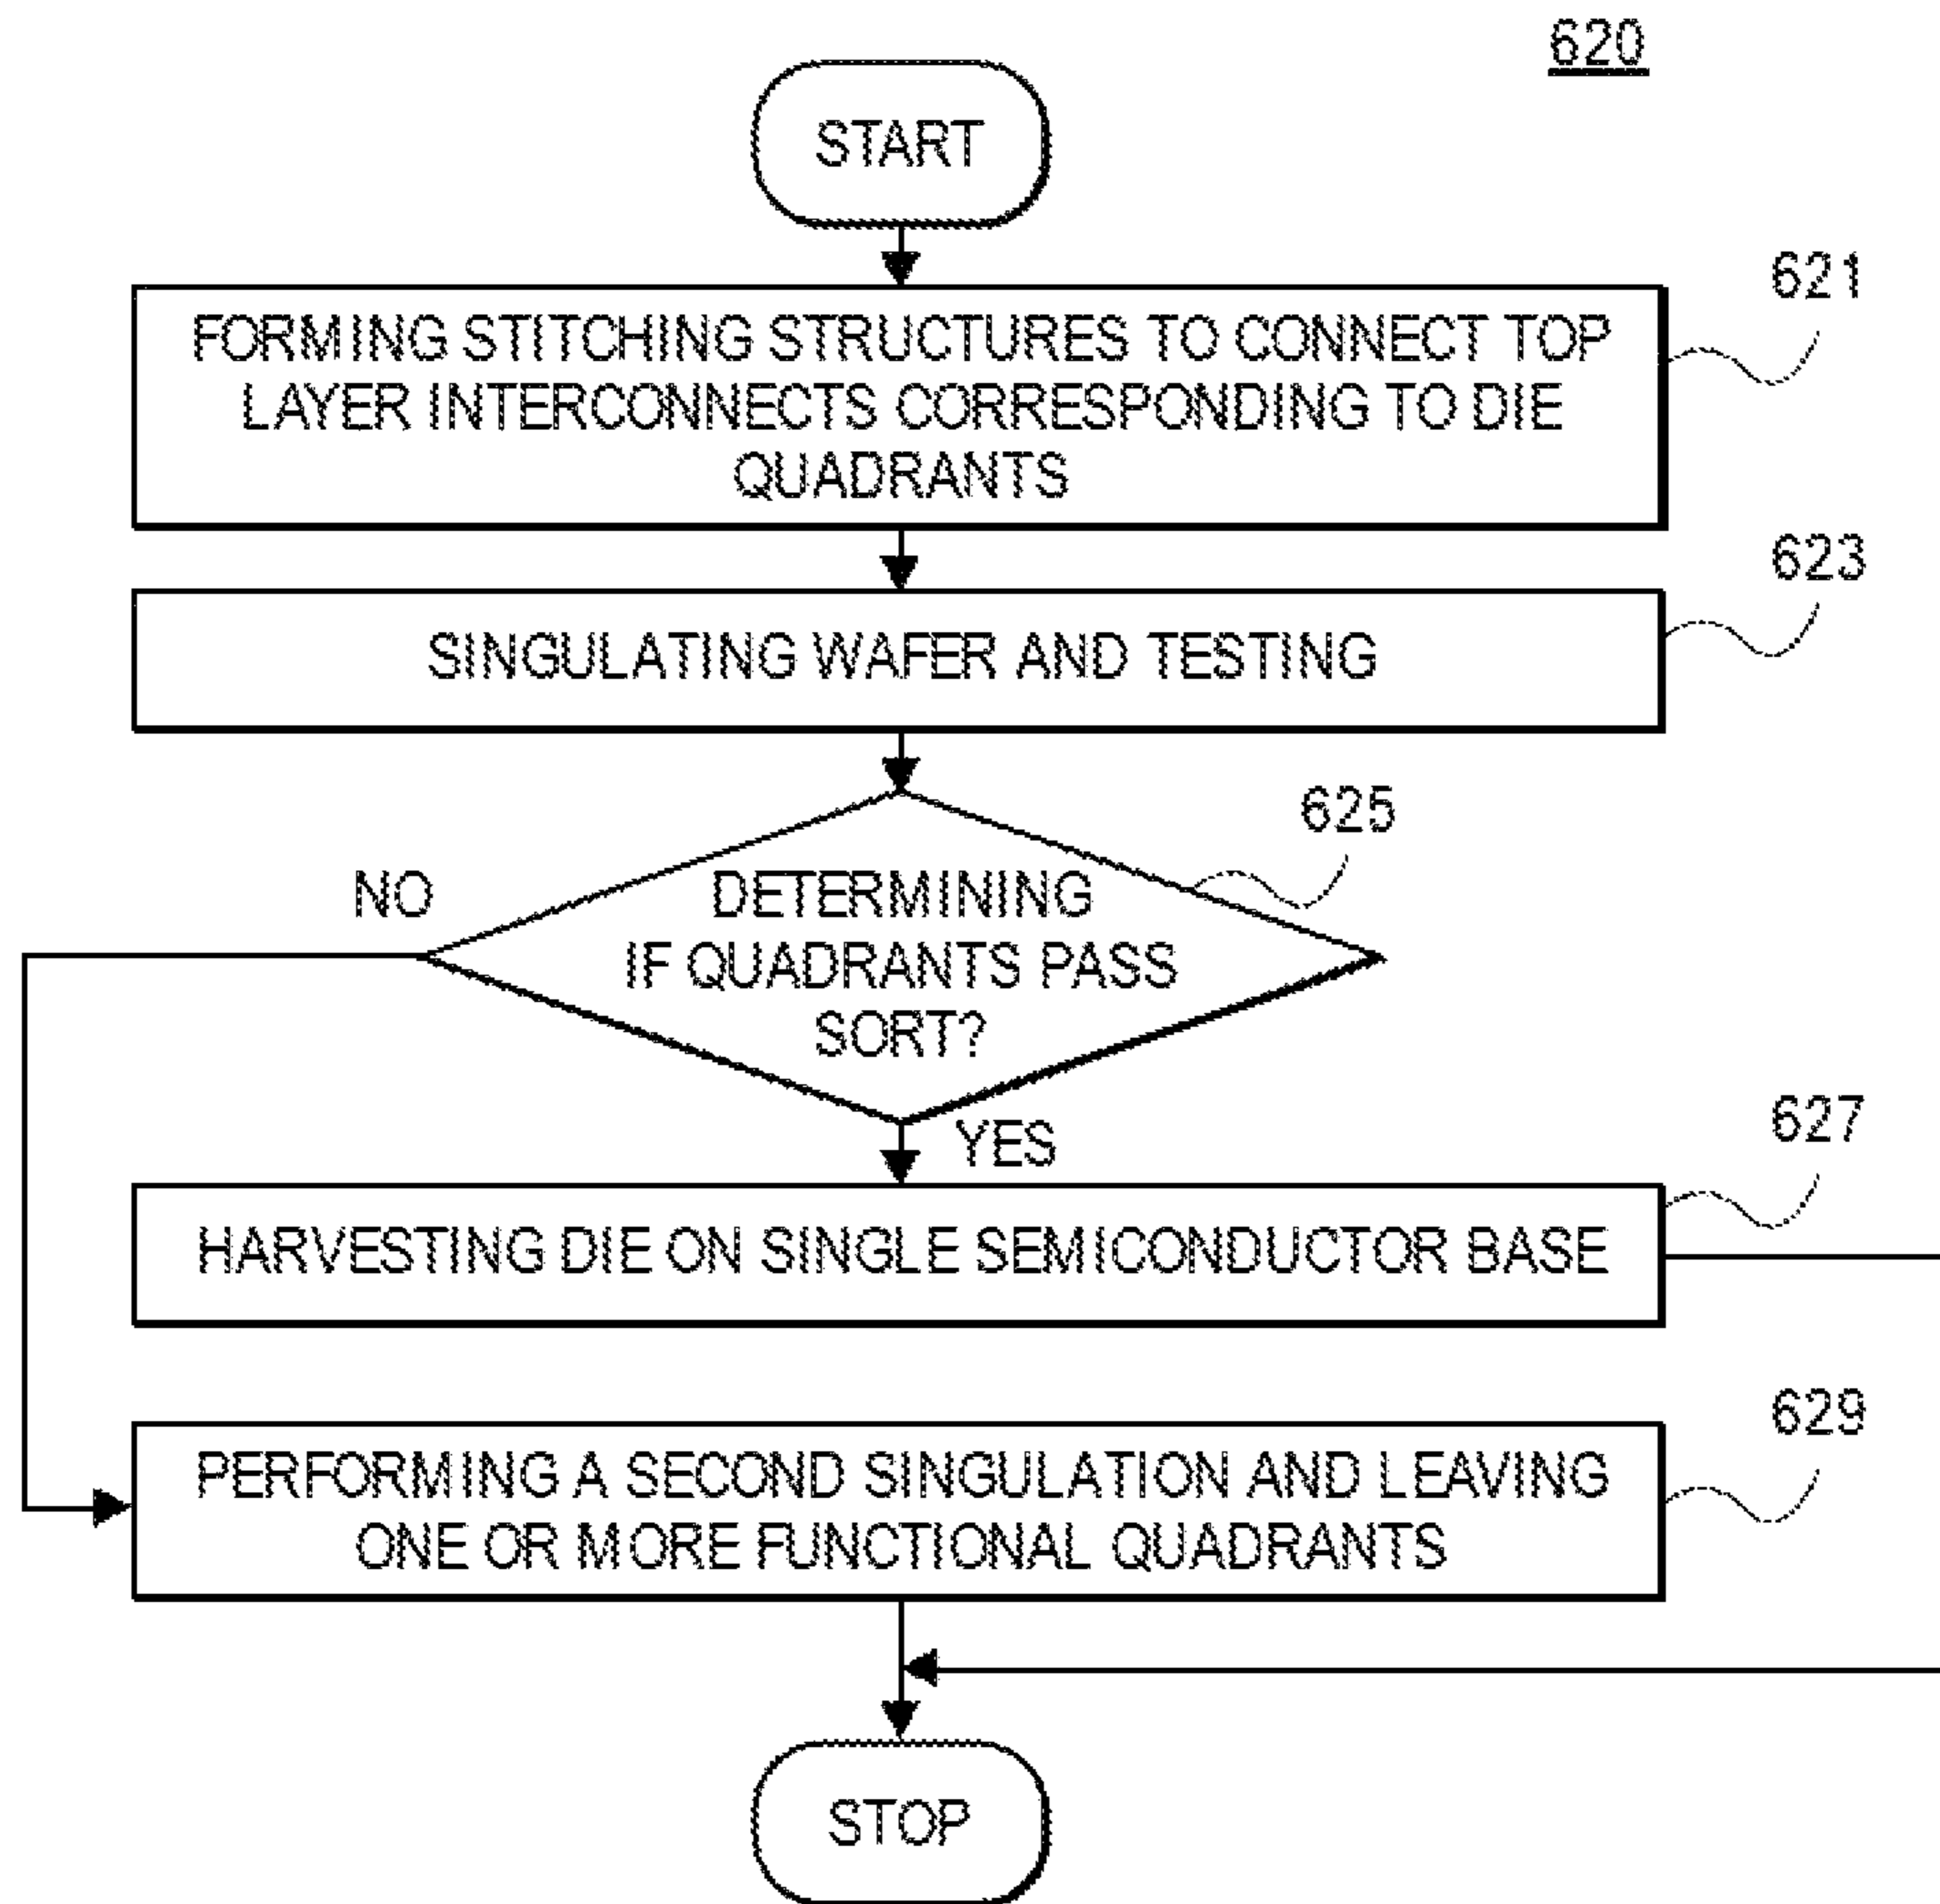 620
START
621
FORMING STITCHING STRUCTURES TO CONNECT TOP
LAYER INTERCONNECTS CORRESPONDING TO DIE
QUADRANTS
623
SINGULATING WAFER AND TESTING
625
NO
DETERMINING
IF QUADRANTS PASS
SORT?
YES
627
HARVESTING DIE ON SINGLE SEMICONDUCTOR BASE
629
PERFORMING A SECOND SINGULATION AND LEAVING
ONE OR MORE FUNCTIONAL QUADRANTS
STOP